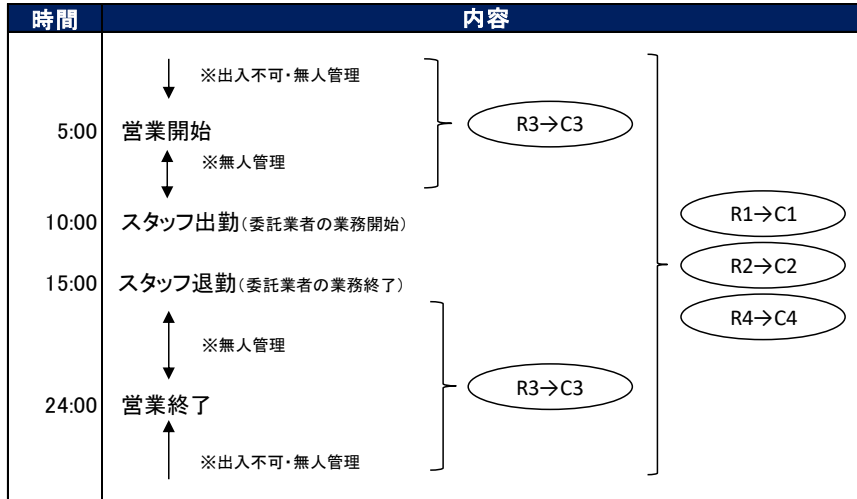 時間 内容
※出入不可・無人管理
R3→C3
5:00 営業開始
※無人管理
10:00 スタッフ出勤(委託業者の業務開始)
R1→C1
R2→C2
15:00 スタッフ退勤(委託業者の業務終了)
R4→C4
※無人管理
R3→C3
24:00 営業終了
※出入不可・無人管理